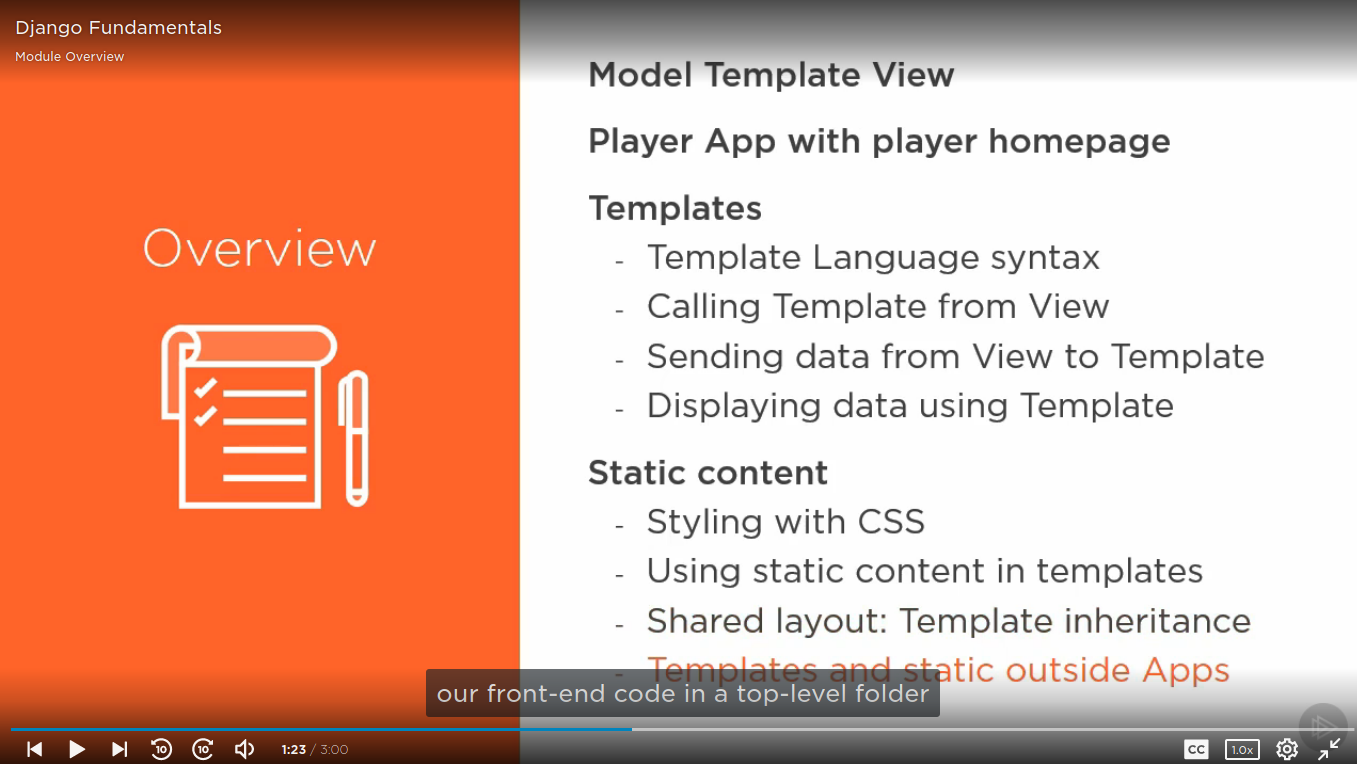 Django Fundamentals
Module Overview
Overview
Model Template View
Player App with player homepage
Templates
- Template Language syntax
- Calling Template from View
- Sending data from View to Template
- Displaying data using Template
Static content
- Styling with CSS
- Using static content in templates
- Shared layout: Template inheritance
- Templates and static outside Apps
our front-end code in a top-level folder
10
10
1:23 / 3:00
CC
1.0x